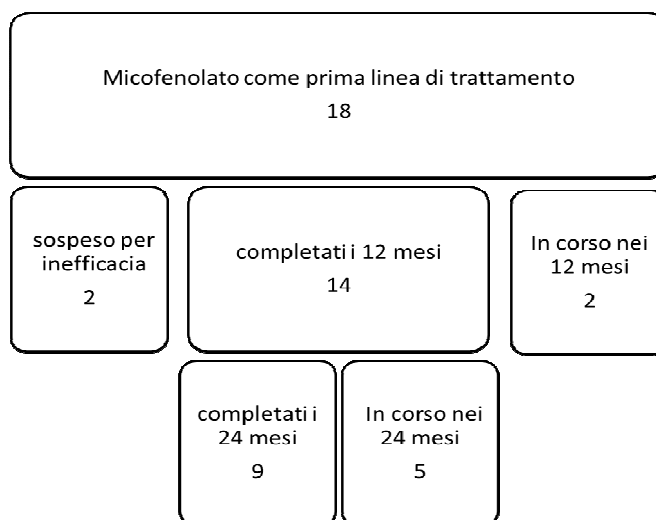 Micofenolato come prima linea di trattamento
18
sospeso per
inefficacia
2
completati i 12 mesi
14
In corso nei
12 mesi
2
completati i
24 mesi
9
In corso nei
24 mesi
5